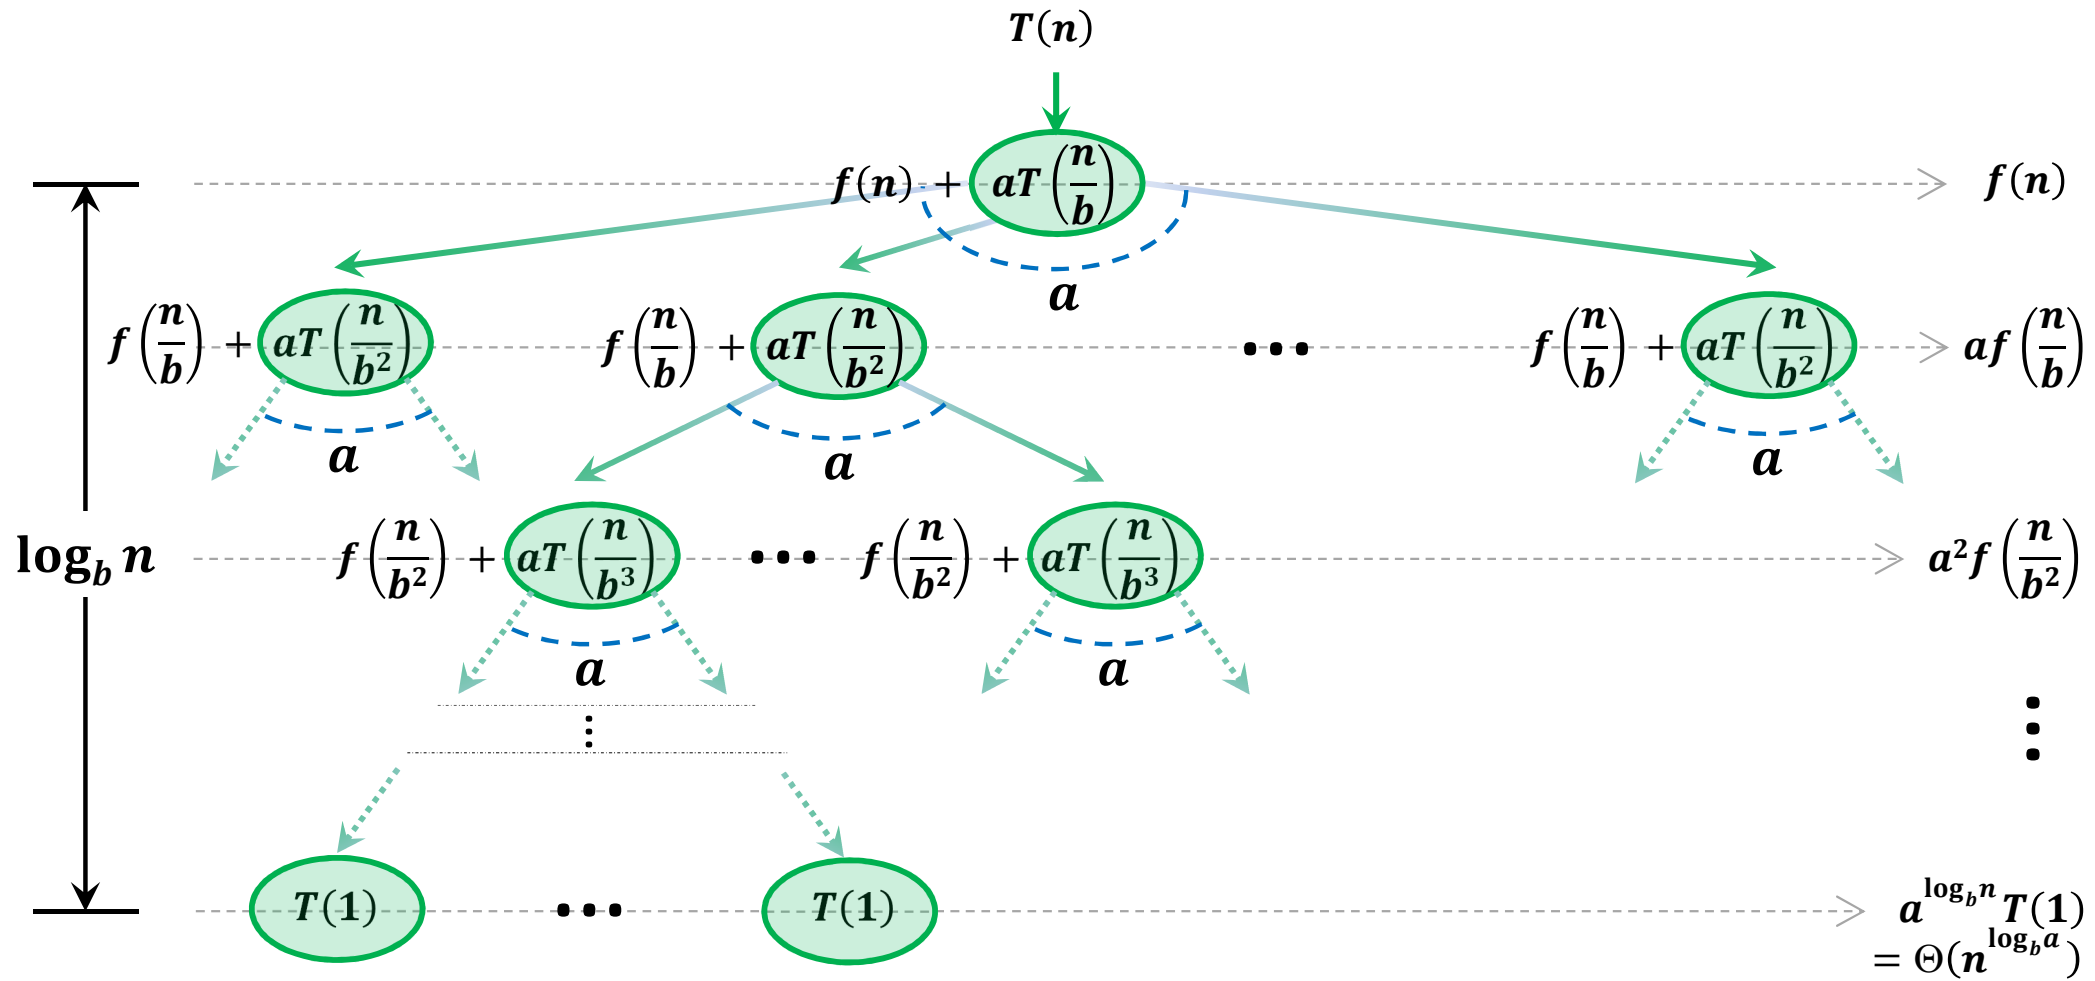 T(n)
f(n) + aT(n/b) f(n)
a
f(n/b) + aT(n/b²) f(n/b) + aT(n/b²) ••• f(n/b) + aT(n/b²) af(n/b)
a a a
log_b n f(n/b²) + aT(n/b³) ••• f(n/b²) + aT(n/b³) a²f(n/b²)
a a
⋮ ⋮
T(1) ••• T(1) a^(log_b n) T(1)
= Θ(n^(log_b a))